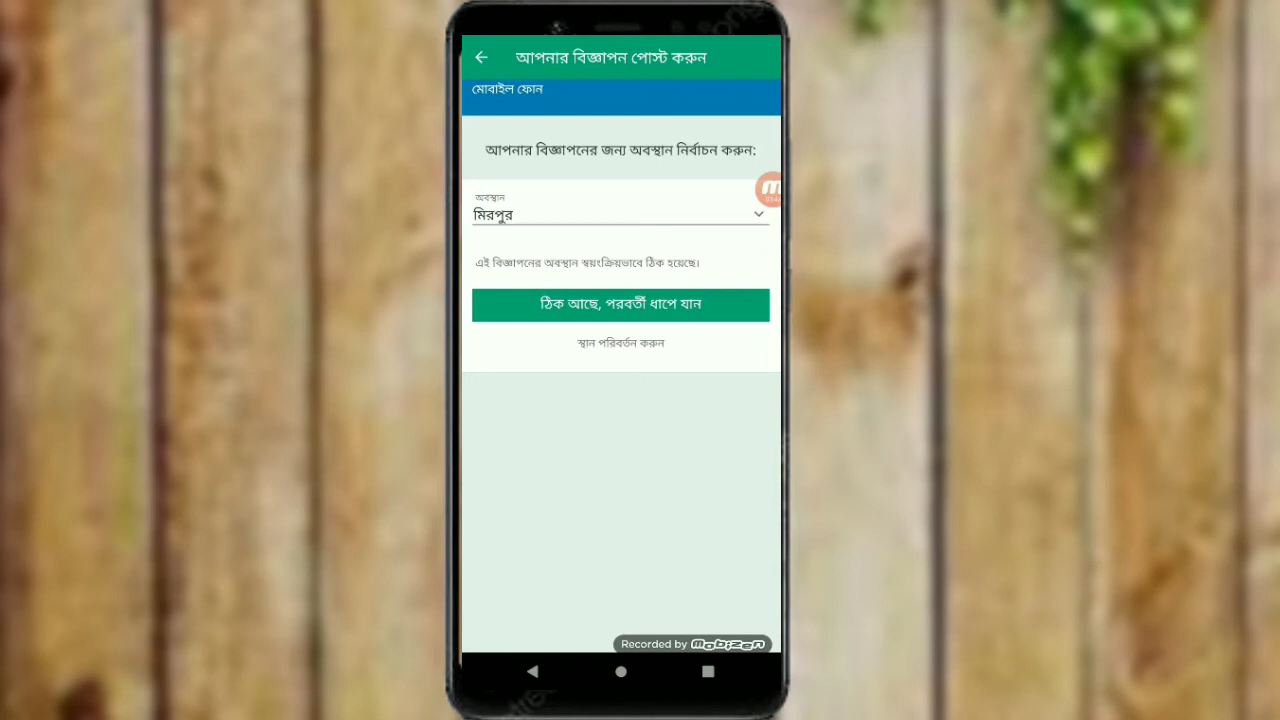 আপনার বিজ্ঞাপন পোস্ট করুন
মোবাইল ফোন
আপনার বিজ্ঞাপনের জন্য অবস্থান নির্বাচন করুন:
অবস্থান
মিরপুর
এই বিজ্ঞাপনের অবস্থান স্বয়ংক্রিয়ভাবে ঠিক হয়েছে।
ঠিক আছে, পরবর্তী ধাপে যান
স্থান পরিবর্তন করুন
Recorded by mobizen